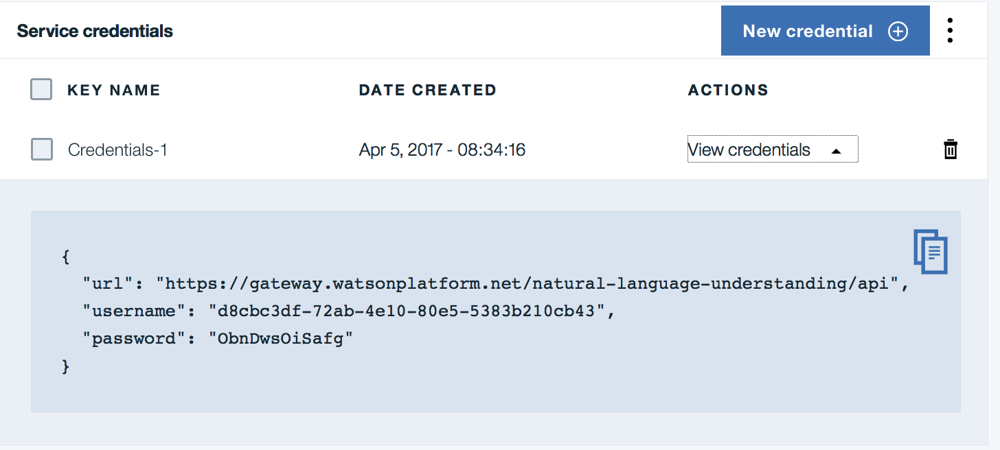 Service credentials
New credential
KEY NAME DATE CREATED ACTIONS
Credentials-1 Apr 5, 2017 - 08:34:16 View credentials
{
"url": "https://gateway.watsonplatform.net/natural-language-understanding/api",
"username": "d8cbc3df-72ab-4e10-80e5-5383b210cb43",
"password": "ObnDwsOiSafg"
}